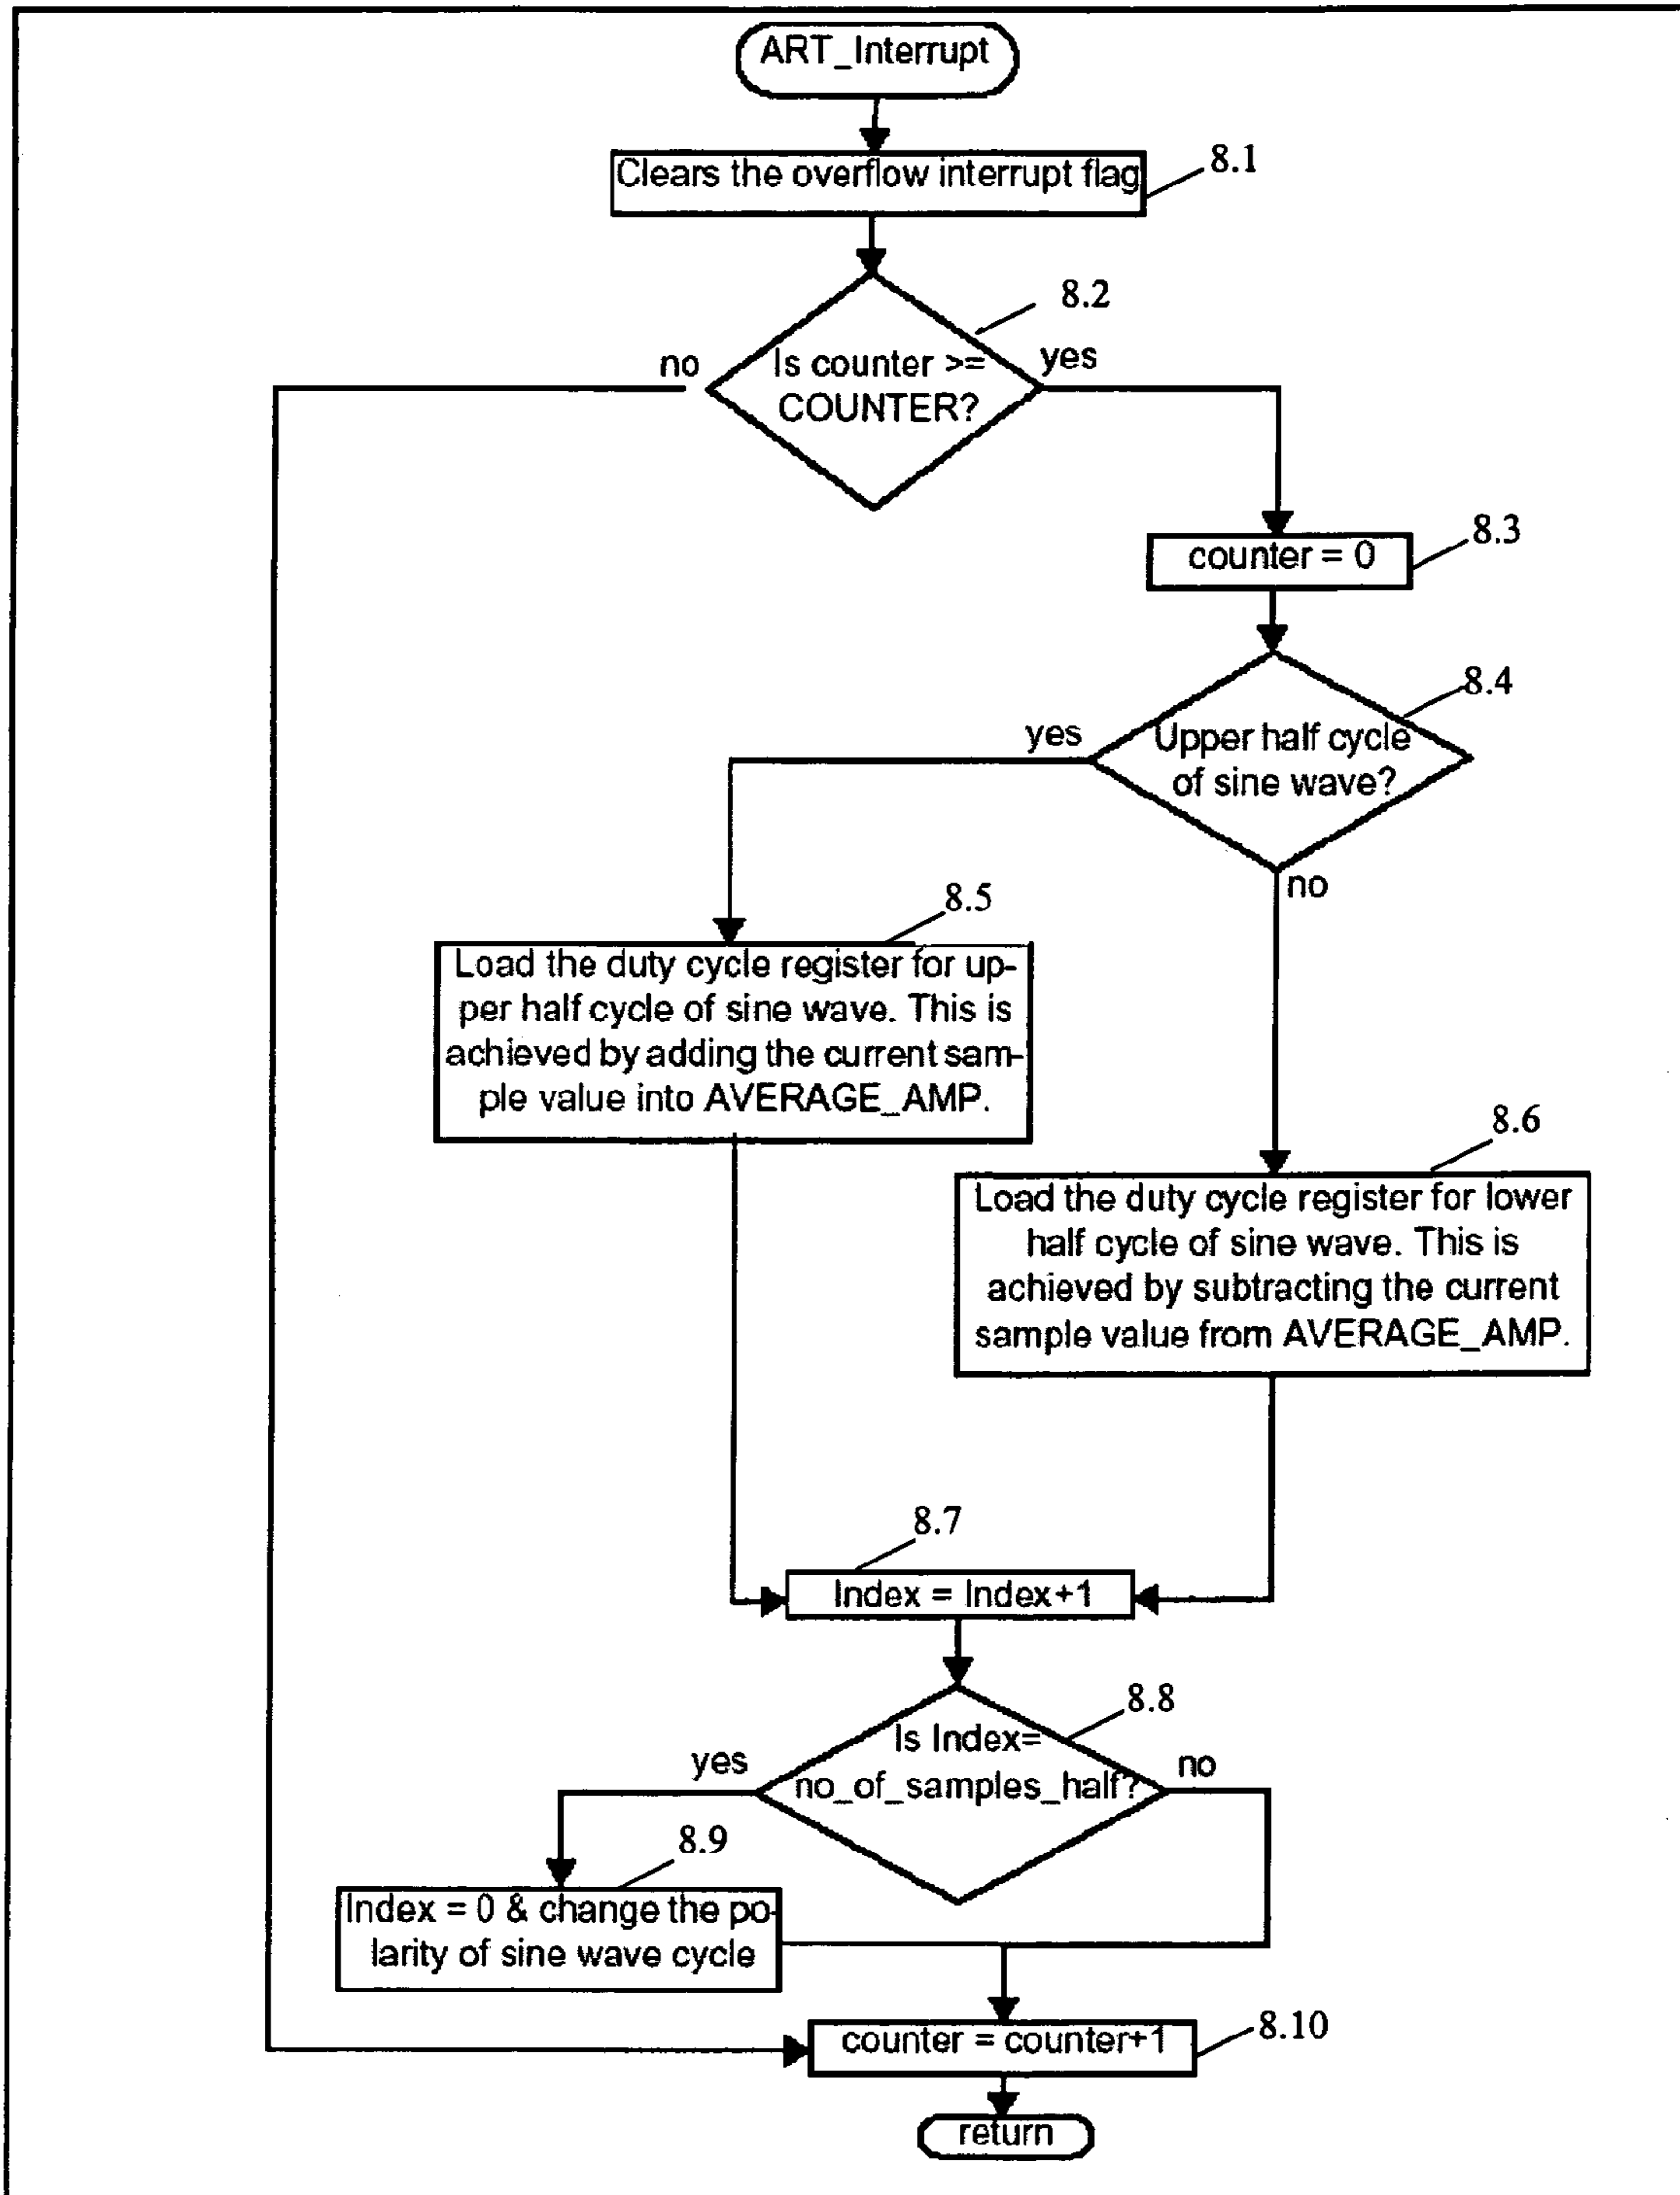 ART_Interrupt
Clears the overflow interrupt flag
8.1
8.2
Is counter >=
COUNTER?
no
yes
8.3
counter = 0
8.4
Upper half cycle
of sine wave?
yes
no
8.5
Load the duty cycle register for up-
per half cycle of sine wave. This is
achieved by adding the current sam-
ple value into AVERAGE_AMP.
8.6
Load the duty cycle register for lower
half cycle of sine wave. This is
achieved by subtracting the current
sample value from AVERAGE_AMP.
8.7
Index = Index+1
8.8
Is Index=
no_of_samples_half?
yes
no
8.9
Index = 0 & change the po-
larity of sine wave cycle
counter = counter+1
8.10
return